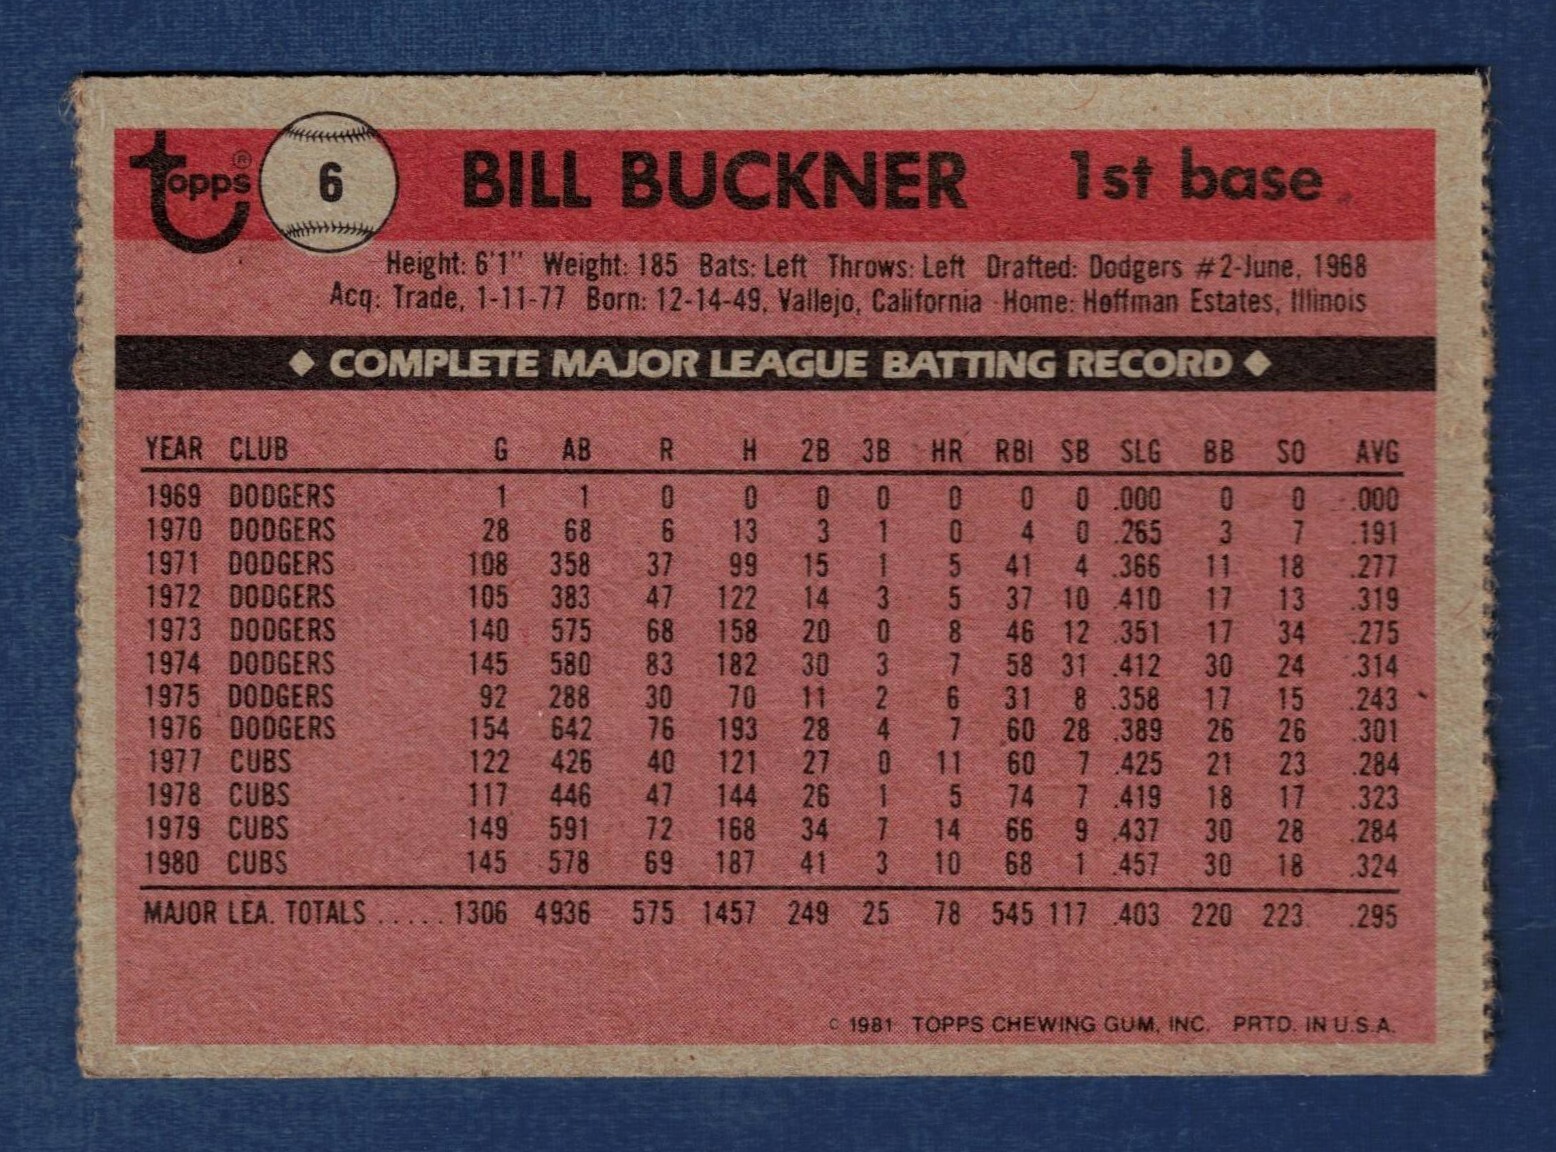 topps® 6 BILL BUCKNER 1st base
Height: 6'1" Weight: 185 Bats: Left Throws: Left Drafted: Dodgers #2-June, 1968
Acq: Trade, 1-11-77 Born: 12-14-49, Vallejo, California Home: Hoffman Estates, Illinois
◆ COMPLETE MAJOR LEAGUE BATTING RECORD ◆
YEAR CLUB G AB R H 2B 3B HR RBI SB SLG BB SO AVG
1969 DODGERS 1 1 0 0 0 0 0 0 0 .000 0 0 .000
1970 DODGERS 28 68 6 13 3 1 0 4 0 .265 3 7 .191
1971 DODGERS 108 358 37 99 15 1 5 41 4 .366 11 18 .277
1972 DODGERS 105 383 47 122 14 3 5 37 10 .410 17 13 .319
1973 DODGERS 140 575 68 158 20 0 8 46 12 .351 17 34 .275
1974 DODGERS 145 580 83 182 30 3 7 58 31 .412 30 24 .314
1975 DODGERS 92 288 30 70 11 2 6 31 8 .358 17 15 .243
1976 DODGERS 154 642 76 193 28 4 7 60 28 .389 26 26 .301
1977 CUBS 122 426 40 121 27 0 11 60 7 .425 21 23 .284
1978 CUBS 117 446 47 144 26 1 5 74 7 .419 18 17 .323
1979 CUBS 149 591 72 168 34 7 14 66 9 .437 30 28 .284
1980 CUBS 145 578 69 187 41 3 10 68 1 .457 30 18 .324
MAJOR LEA. TOTALS ..... 1306 4936 575 1457 249 25 78 545 117 .403 220 223 .295
© 1981 TOPPS CHEWING GUM, INC. PRTD. IN U.S.A.